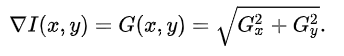 ∇I(x, y) = G(x, y) = √(G_x^2 + G_y^2).